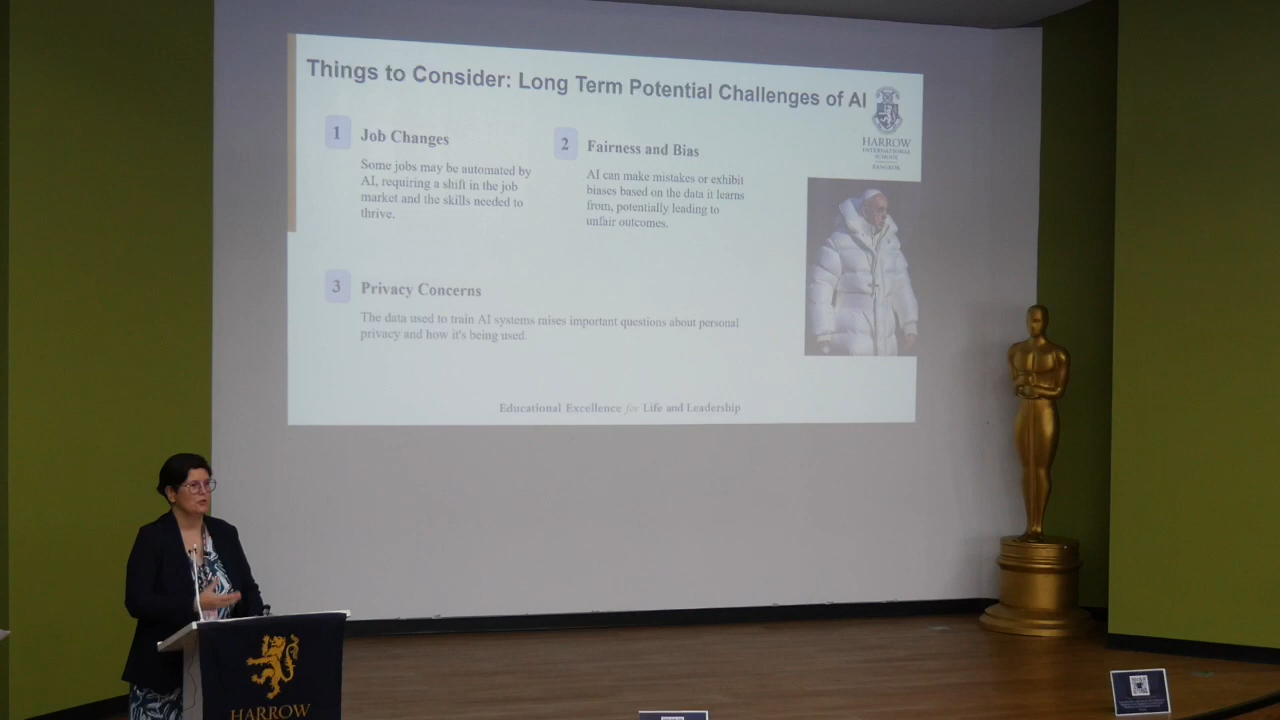 Things to Consider: Long Term Potential Challenges of AI
HARROW
INTERNATIONAL
SCHOOL
BANGKOK
1
Job Changes
Some jobs may be automated by
AI, requiring a shift in the job
market and the skills needed to
thrive.
2
Fairness and Bias
AI can make mistakes or exhibit
biases based on the data it learns
from, potentially leading to
unfair outcomes.
3
Privacy Concerns
The data used to train AI systems raises important questions about personal
privacy and how it's being used.
Educational Excellence for Life and Leadership
HARROW